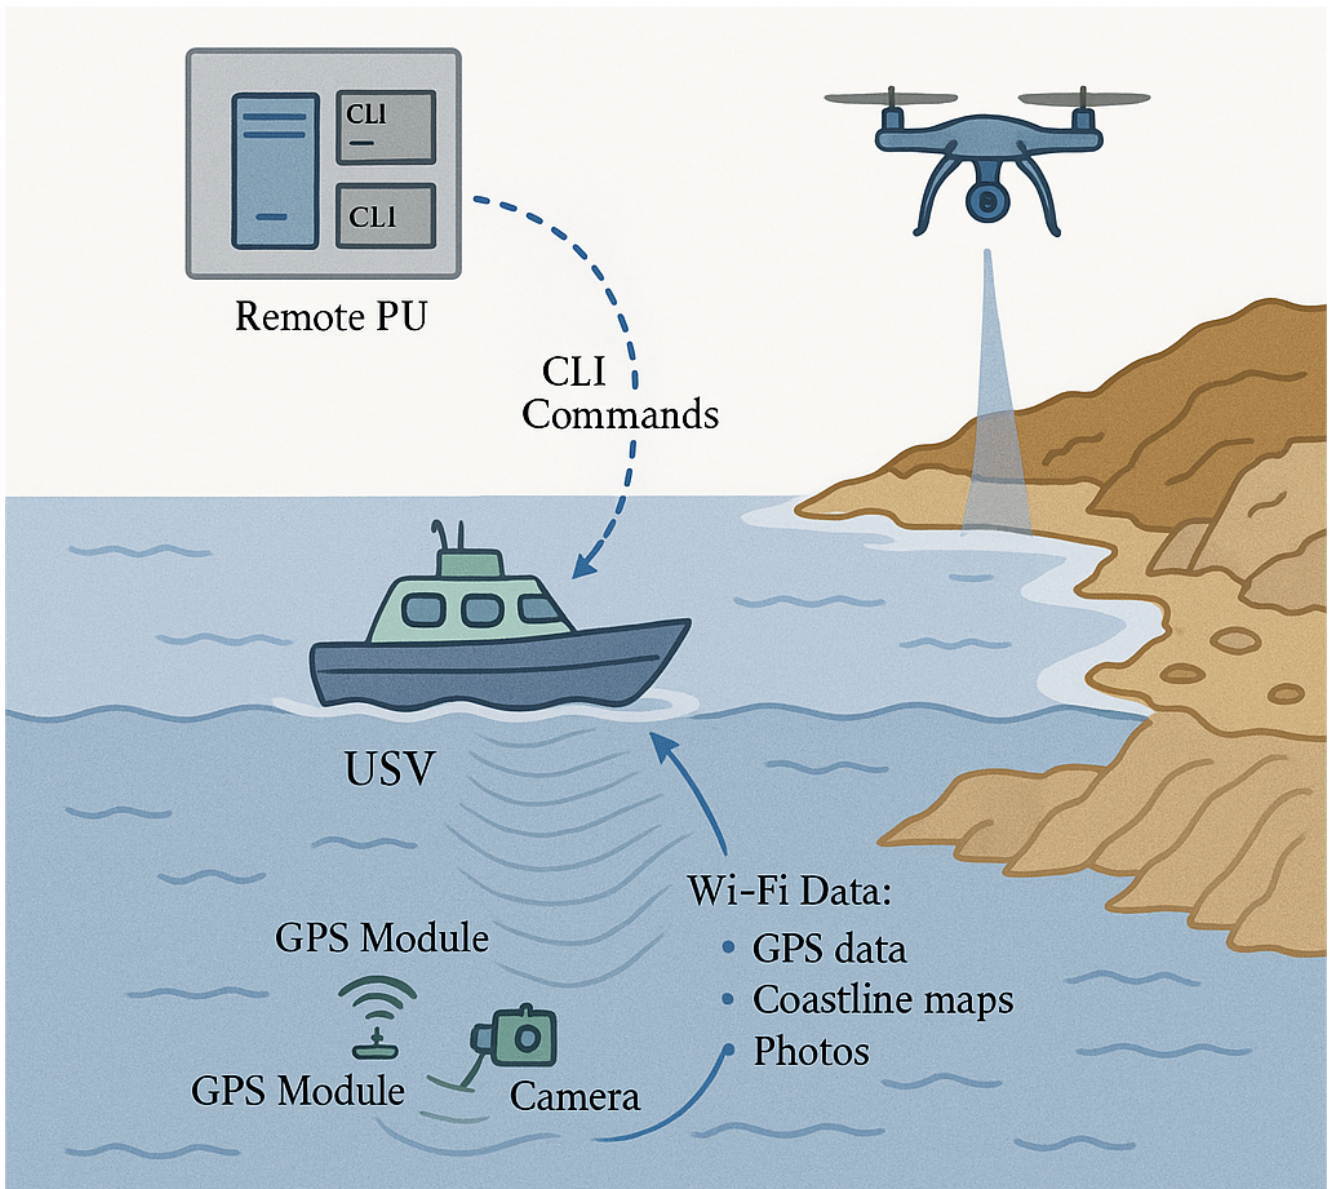 CLI
CLI
Remote PU
CLI
Commands
USV
Wi-Fi Data:
GPS data
Coastline maps
Photos
GPS Module
GPS Module
Camera